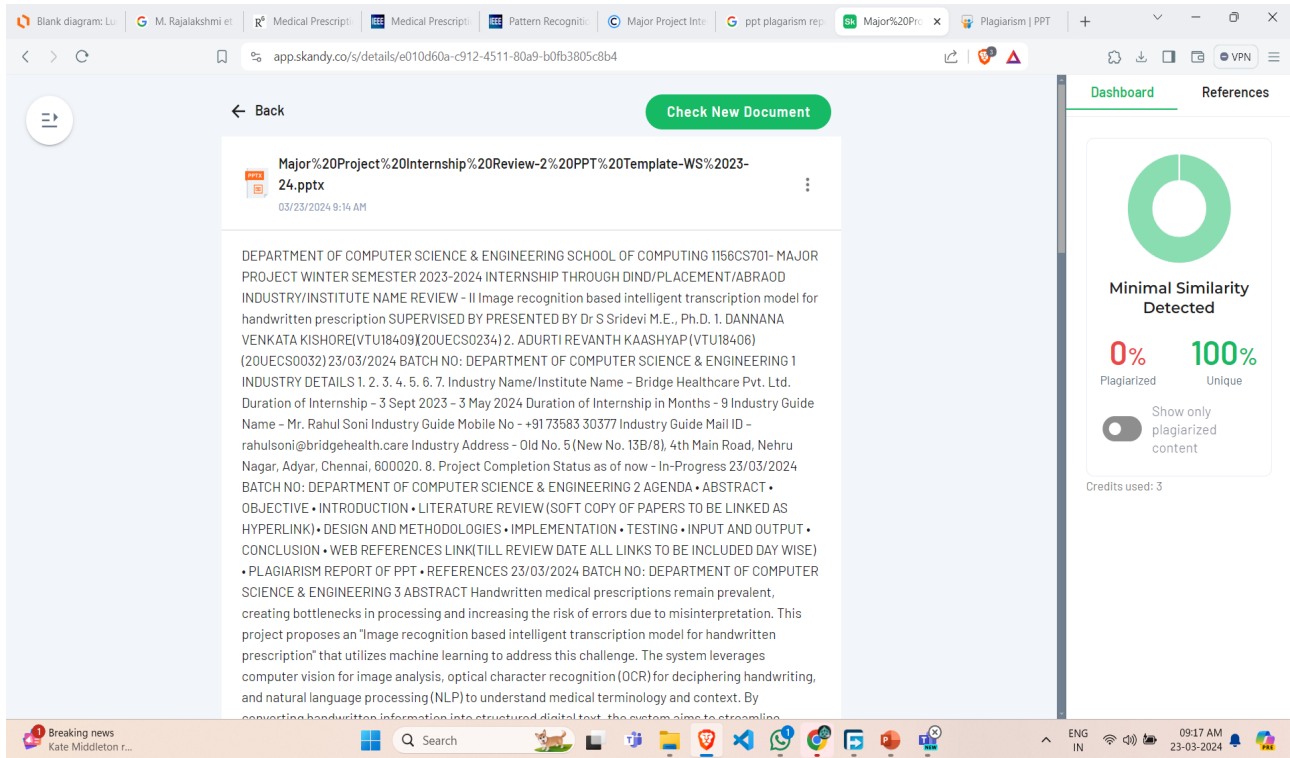 Blank diagram: Lu
M. Rajalakshmi et
Medical Prescripti
Medical Prescripti
Pattern Recognitic
Major Project Inte
ppt plagarism rep
Major%20Pro
Plagiarism | PPT
app.skandy.co/s/details/e010d60a-c912-4511-80a9-b0fb3805c8b4
VPN
Back
Check New Document
Major%20Project%20Internship%20Review-2%20PPT%20Template-WS%2023-
24.pptx
03/23/2024 9:14 AM
DEPARTMENT OF COMPUTER SCIENCE & ENGINEERING SCHOOL OF COMPUTING 1156CS701- MAJOR
PROJECT WINTER SEMESTER 2023-2024 INTERNSHIP THROUGH DIND/PLACEMENT/ABRAOD
INDUSTRY/INSTITUTE NAME REVIEW - II Image recognition based intelligent transcription model for
handwritten prescription SUPERVISED BY PRESENTED BY Dr S Sridevi M.E., Ph.D. 1. DANNANA
VENKATA KISHORE(VTU18409)(20UECS0234) 2. ADURTI REVANTH KAASHYAP (VTU18406)
(20UECS0032) 23/03/2024 BATCH NO: DEPARTMENT OF COMPUTER SCIENCE & ENGINEERING 1
INDUSTRY DETAILS 1. 2. 3. 4. 5. 6. 7. Industry Name/Institute Name – Bridge Healthcare Pvt. Ltd.
Duration of Internship – 3 Sept 2023 – 3 May 2024 Duration of Internship in Months - 9 Industry Guide
Name – Mr. Rahul Soni Industry Guide Mobile No - +91 73583 30377 Industry Guide Mail ID –
rahulsoni@bridgehealth.care Industry Address - Old No. 5 (New No. 13B/8), 4th Main Road, Nehru
Nagar, Adyar, Chennai, 600020. 8. Project Completion Status as of now - In-Progress 23/03/2024
BATCH NO: DEPARTMENT OF COMPUTER SCIENCE & ENGINEERING 2 AGENDA • ABSTRACT •
OBJECTIVE • INTRODUCTION • LITERATURE REVIEW (SOFT COPY OF PAPERS TO BE LINKED AS
HYPERLINK) • DESIGN AND METHODOLOGIES • IMPLEMENTATION • TESTING • INPUT AND OUTPUT •
CONCLUSION • WEB REFERENCES LINK(TILL REVIEW DATE ALL LINKS TO BE INCLUDED DAY WISE)
• PLAGIARISM REPORT OF PPT • REFERENCES 23/03/2024 BATCH NO: DEPARTMENT OF COMPUTER
SCIENCE & ENGINEERING 3 ABSTRACT Handwritten medical prescriptions remain prevalent,
creating bottlenecks in processing and increasing the risk of errors due to misinterpretation. This
project proposes an "Image recognition based intelligent transcription model for handwritten
prescription" that utilizes machine learning to address this challenge. The system leverages
computer vision for image analysis, optical character recognition (OCR) for deciphering handwriting,
and natural language processing (NLP) to understand medical terminology and context. By
converting handwritten information into structured digital text, the system aims to streamline
Dashboard
References
Minimal Similarity
Detected
0%
100%
Plagiarized
Unique
Show only
plagiarized
content
Credits used: 3
Breaking news
Kate Middleton r...
Search
ENG
IN
09:17 AM
23-03-2024